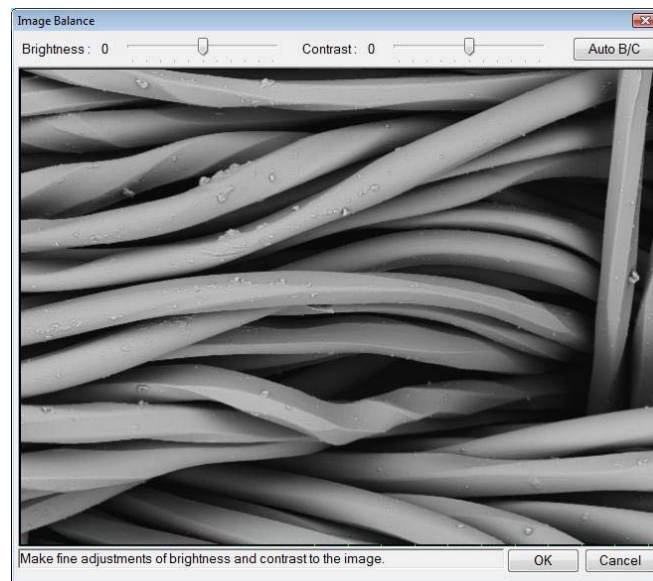 Image Balance
Brightness : 0 Contrast : 0 Auto B/C
Make fine adjustments of brightness and contrast to the image. OK Cancel